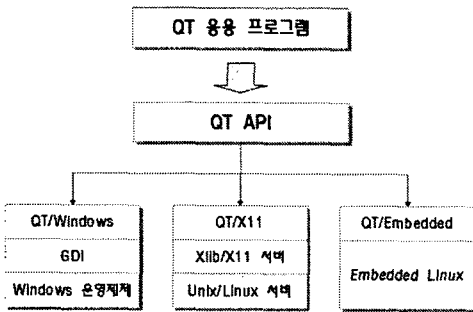 QT 응용 프로그램
QT API
QT/Windows
GDI
Windows 운영체제
QT/X11
Xlib/X11 서버
Unix/Linux 서버
QT/Embedded
Embedded Linux